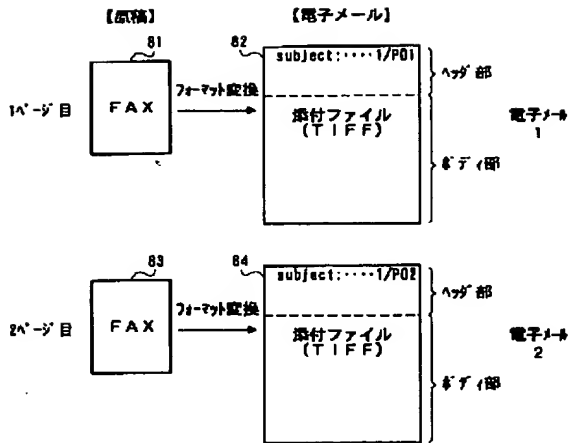 【原稿】
【電子メール】
81
82
1ページ目
FAX
フォーマット変換
subject:····1/P01
ヘッダ部
添付ファイル
(TIFF)
ボディ部
電子メール
1
83
84
2ページ目
FAX
フォーマット変換
subject:····1/P02
ヘッダ部
添付ファイル
(TIFF)
ボディ部
電子メール
2